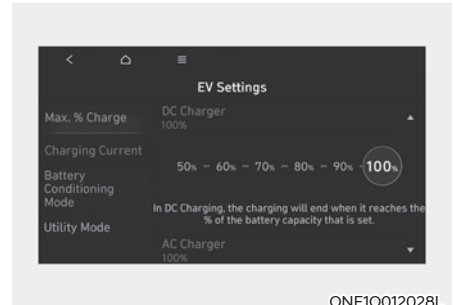 EV Settings
Max. % Charge
Charging Current
Battery
Conditioning
Mode
Utility Mode
DC Charger
100%
50% - 60% - 70% - 80% - 90% - 100%
In DC Charging, the charging will end when it reaches the
% of the battery capacity that is set.
AC Charger
100%
ONE1Q012028L